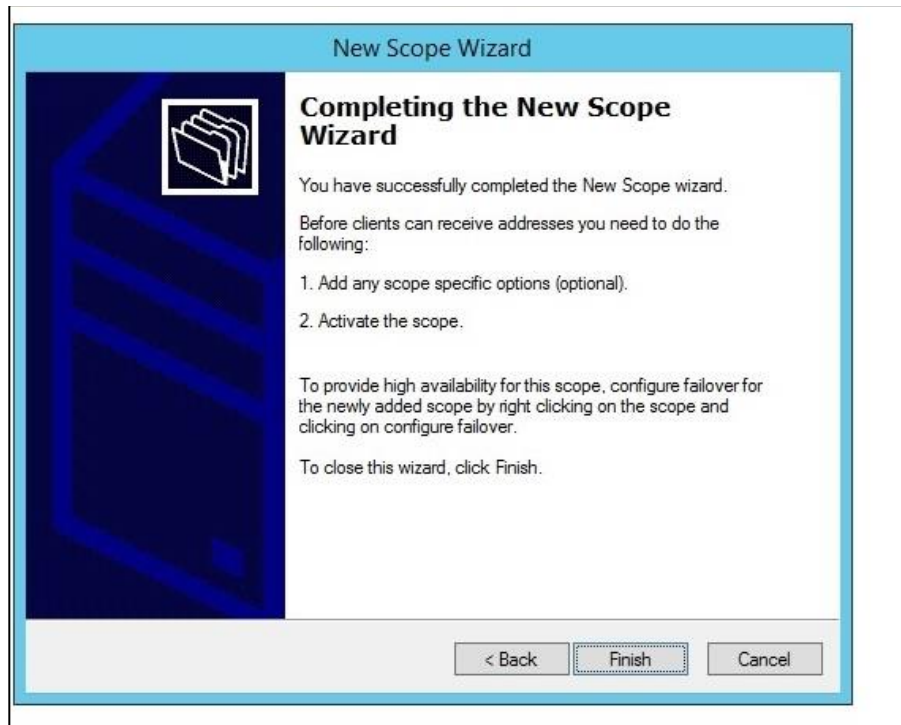 New Scope Wizard
Completing the New Scope
Wizard
You have successfully completed the New Scope wizard.
Before clients can receive addresses you need to do the
following:
1. Add any scope specific options (optional).
2. Activate the scope.
To provide high availability for this scope, configure failover for
the newly added scope by right clicking on the scope and
clicking on configure failover.
To close this wizard, click Finish.
< Back Finish Cancel